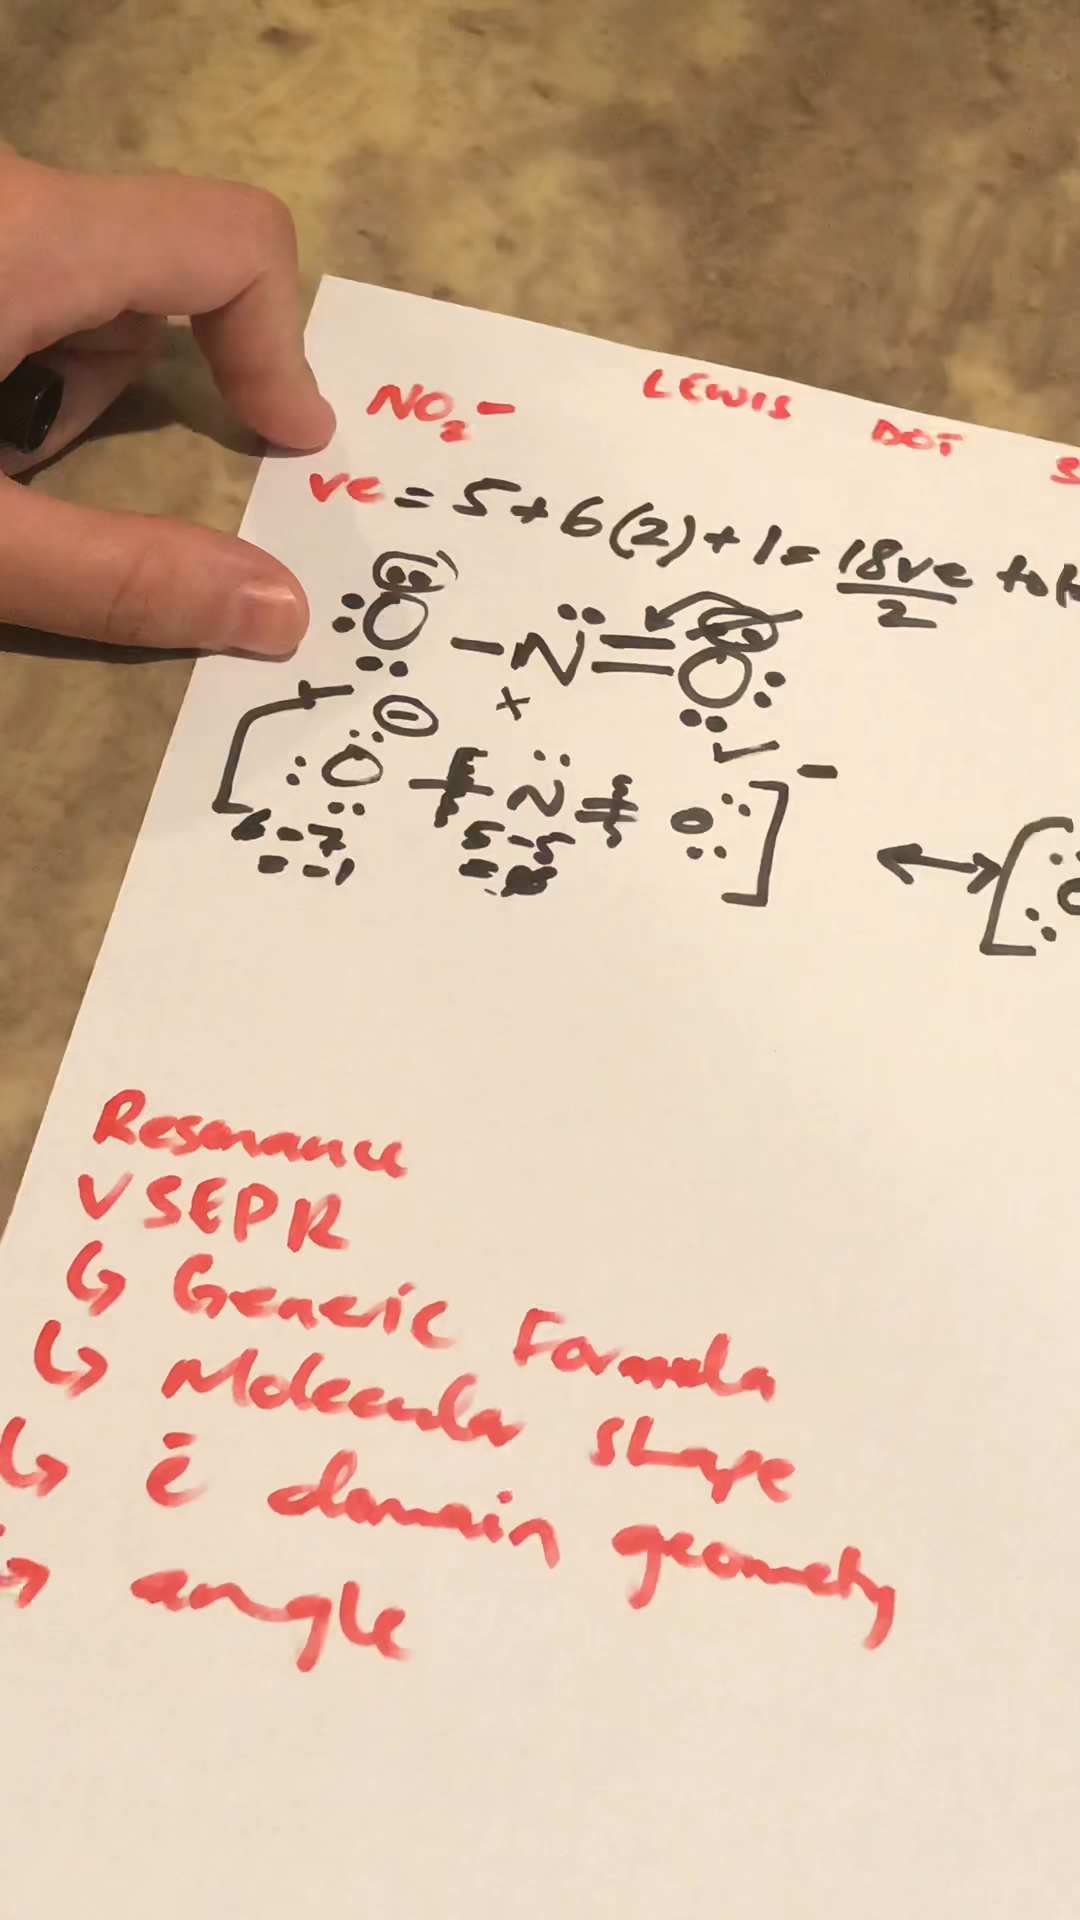 NO2- LEWIS DOT S
ve = 5+6(2)+1= 18ve
2
O - N = O
x
O N O -
6-7 5-5
= -1
↔ [
Resonance
VSEPR
↳ Generic Formula
↳ Molecular Shape
↳ ē domain geometry
↳ angle